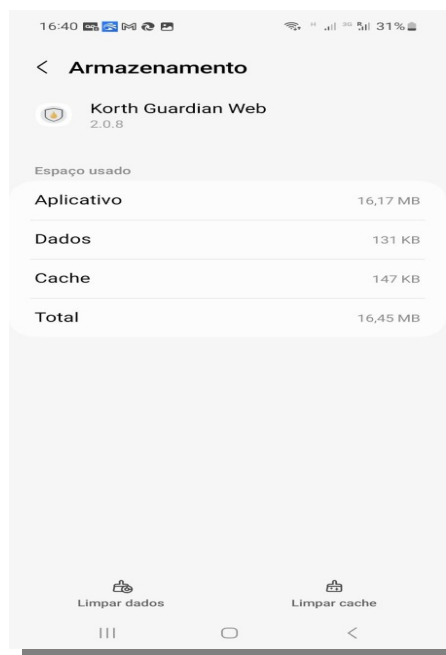 16:40 31%
Armazenamento
Korth Guardian Web
2.0.8
Espaço usado
Aplicativo 16,17 MB
Dados 131 KB
Cache 147 KB
Total 16,45 MB
Limpar dados Limpar cache